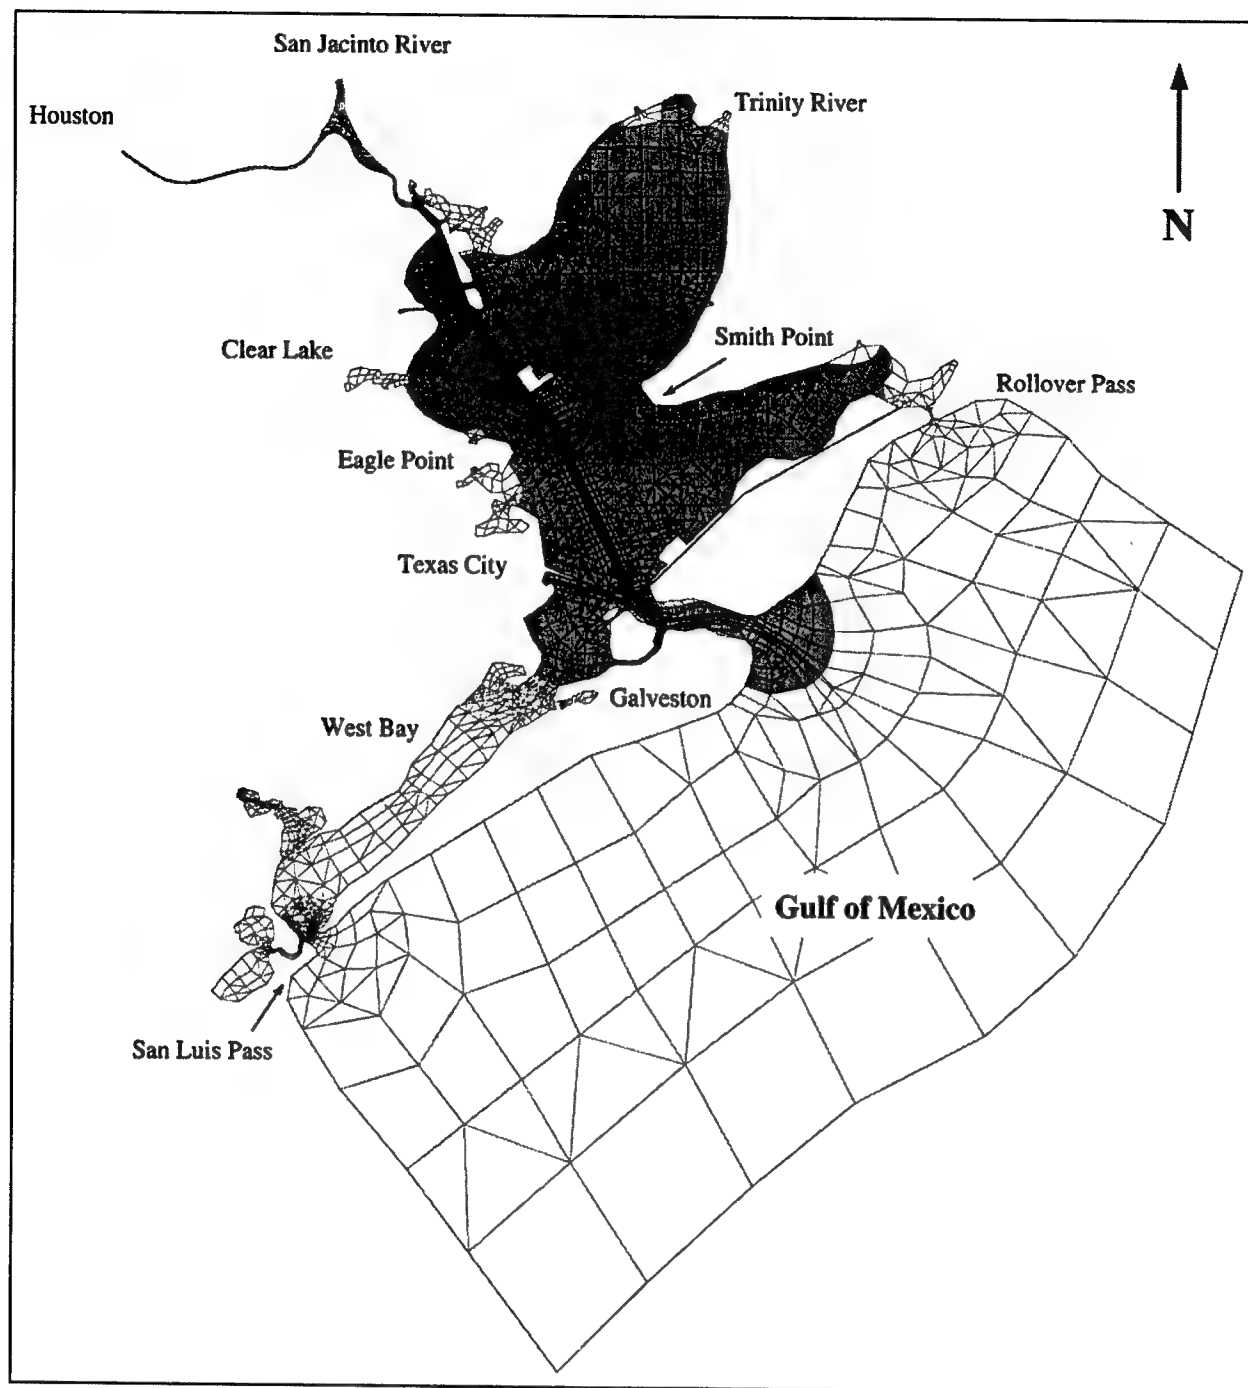 San Jacinto River
Houston
Trinity River
N
Smith Point
Clear Lake
Rollover Pass
Eagle Point
Texas City
Galveston
West Bay
Gulf of Mexico
San Luis Pass